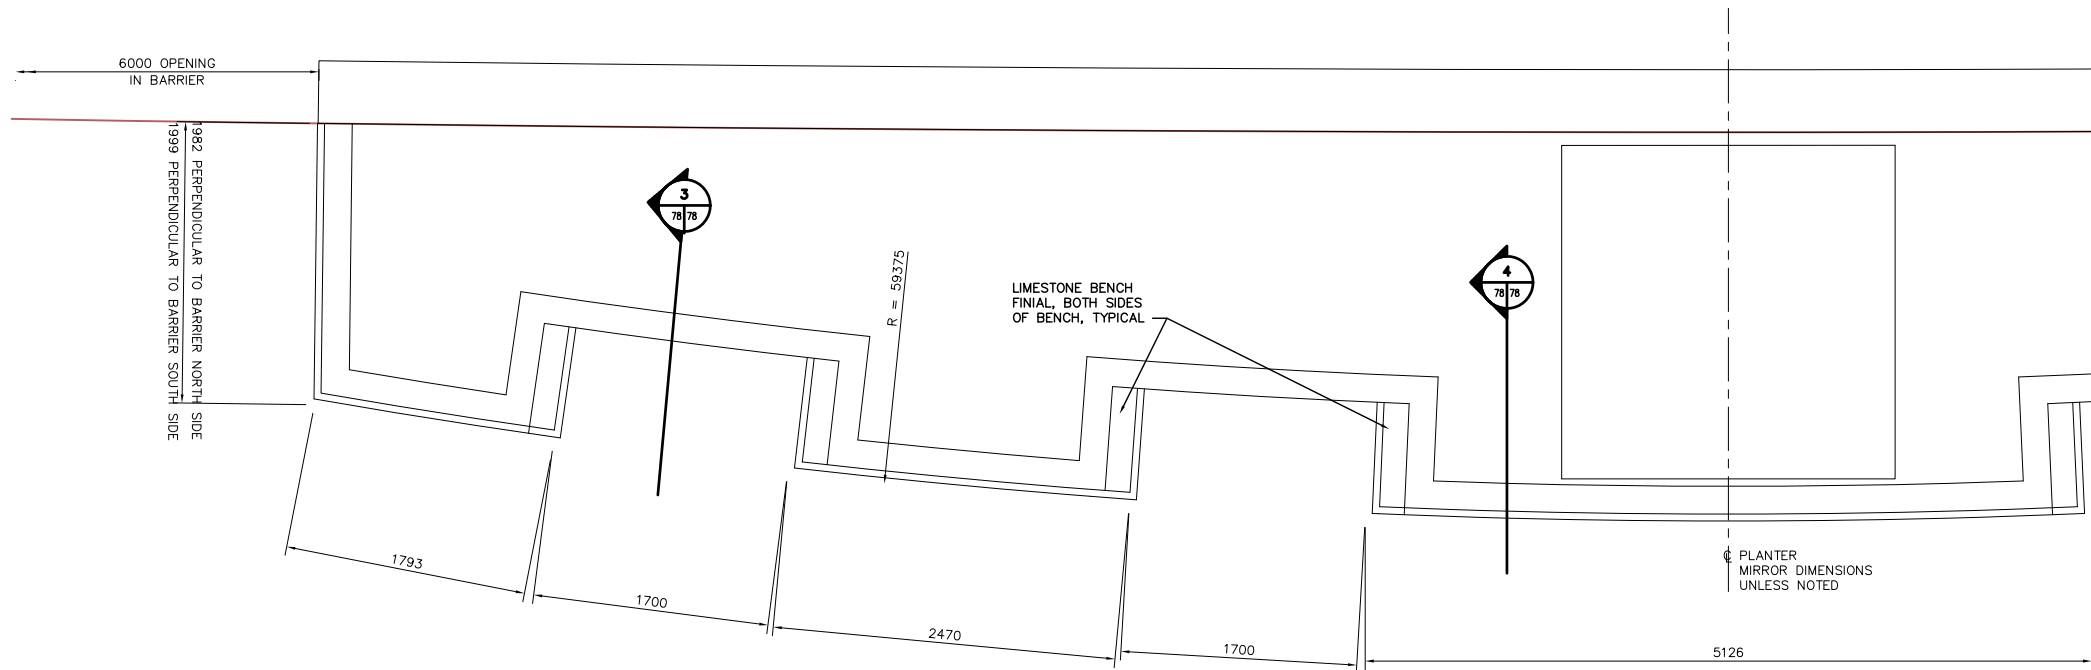 6000 OPENING
IN BARRIER
1982 PERPENDICULAR TO BARRIER NORTH SIDE
1999 PERPENDICULAR TO BARRIER SOUTH SIDE
3
78 78
R = 59375
LIMESTONE BENCH
FINIAL, BOTH SIDES
OF BENCH, TYPICAL
4
78 78
1793
1700
2470
1700
5126
℄ PLANTER
MIRROR DIMENSIONS
UNLESS NOTED